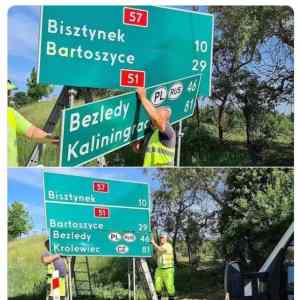 57
Bisztynek 10
Bartoszyce 29
51
Bezledy PL RUS 46
Kaliningrad 81
57
Bisztynek 10
51
Bartoszyce 29
Bezledy PL RUS 46
Królewiec CZ 81